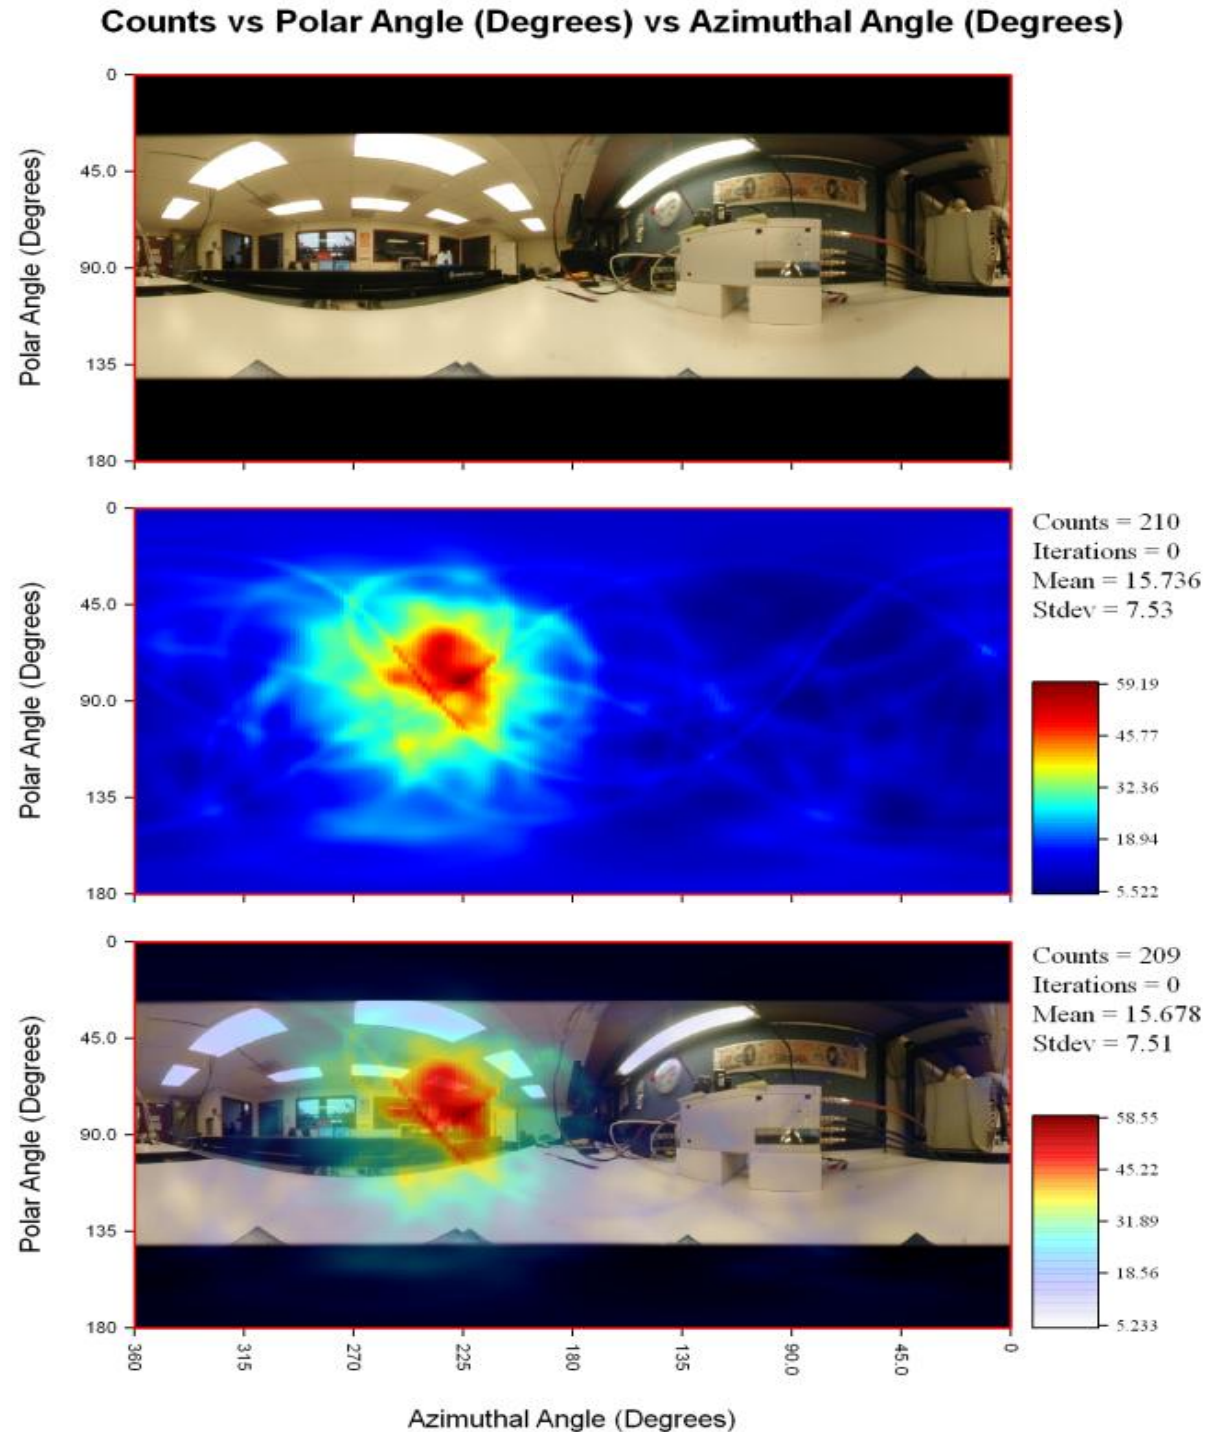 Counts vs Polar Angle (Degrees) vs Azimuthal Angle (Degrees)
Polar Angle (Degrees)
0
45.0
90.0
135
180
Polar Angle (Degrees)
0
45.0
90.0
135
180
Counts = 210
Iterations = 0
Mean = 15.736
Stdev = 7.53
59.19
45.77
32.36
18.94
5.522
Polar Angle (Degrees)
0
45.0
90.0
135
180
Counts = 209
Iterations = 0
Mean = 15.678
Stdev = 7.51
58.55
45.22
31.89
18.56
5.233
360 315 270 225 180 135 90.0 45.0 0
Azimuthal Angle (Degrees)